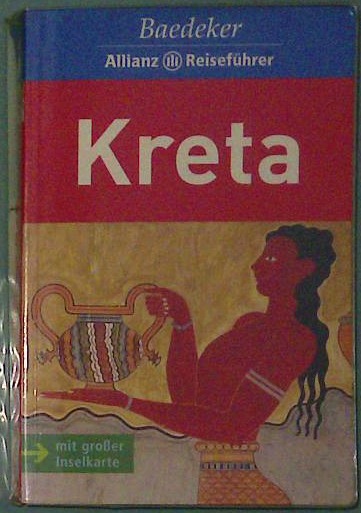 Baedeker
Allianz Reiseführer
Kreta
mit großer
Inselkarte